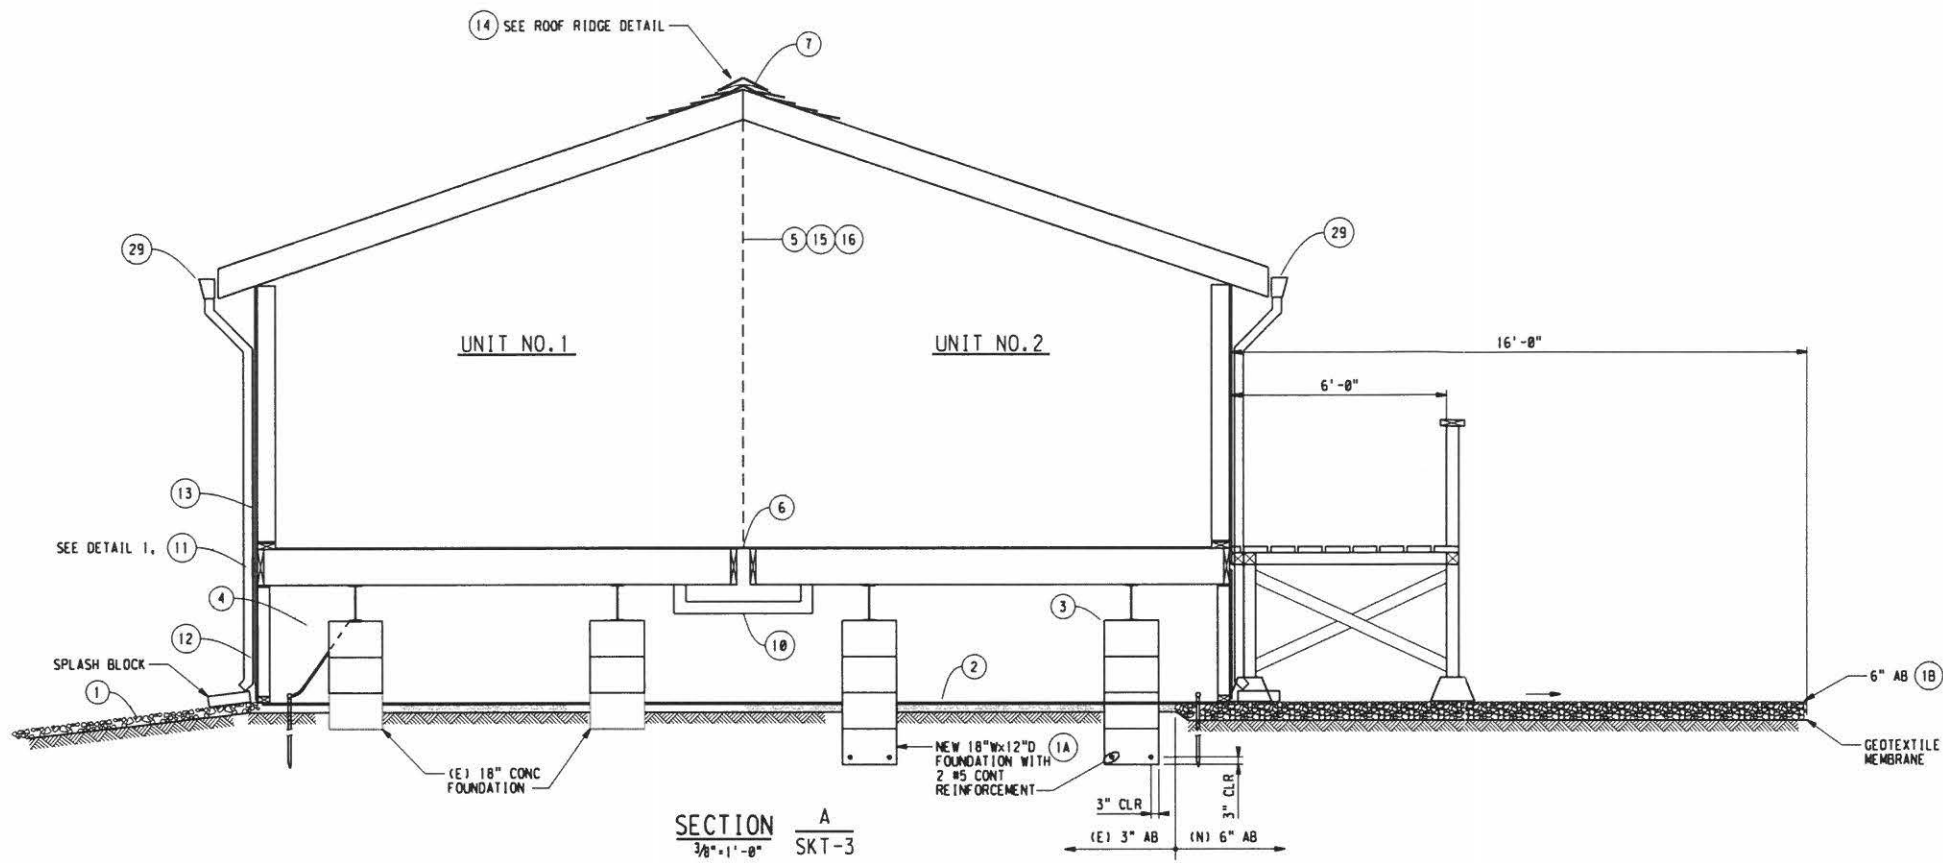 14 SEE ROOF RIDGE DETAIL
7
29
5 15 16
29
UNIT NO.1
UNIT NO.2
16'-0"
6'-0"
13
6
SEE DETAIL 1, 11
4
3
12
10
SPLASH BLOCK
2
1
6" AB 1B
GEOTEXTILE
MEMBRANE
(E) 18" CONC
FOUNDATION
NEW 18"W×12"D 1A
FOUNDATION WITH
2 #5 CONT
REINFORCEMENT
3" CLR
3" CLR
(E) 3" AB
(N) 6" AB
SECTION A
3/8"=1'-0" SKT-3